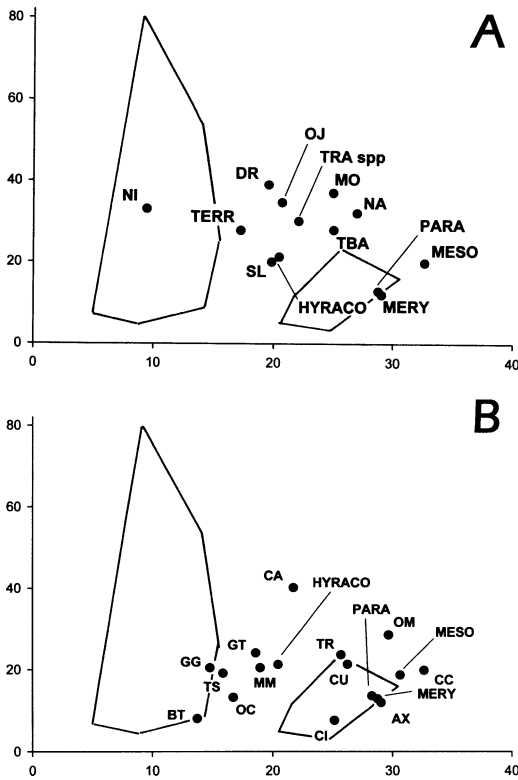 A
80
60
40
20
0
0 10 20 30 40
OJ
TRA spp
DR
MO
NI
NA
TERR
PARA
TBA
MESO
SL
HYRACO
MERY
B
80
60
40
20
0
0 10 20 30 40
CA
HYRACO
PARA
OM
MESO
GT
TR
GG
CU
CC
TS
MM
MERY
OC
BT
AX
CI